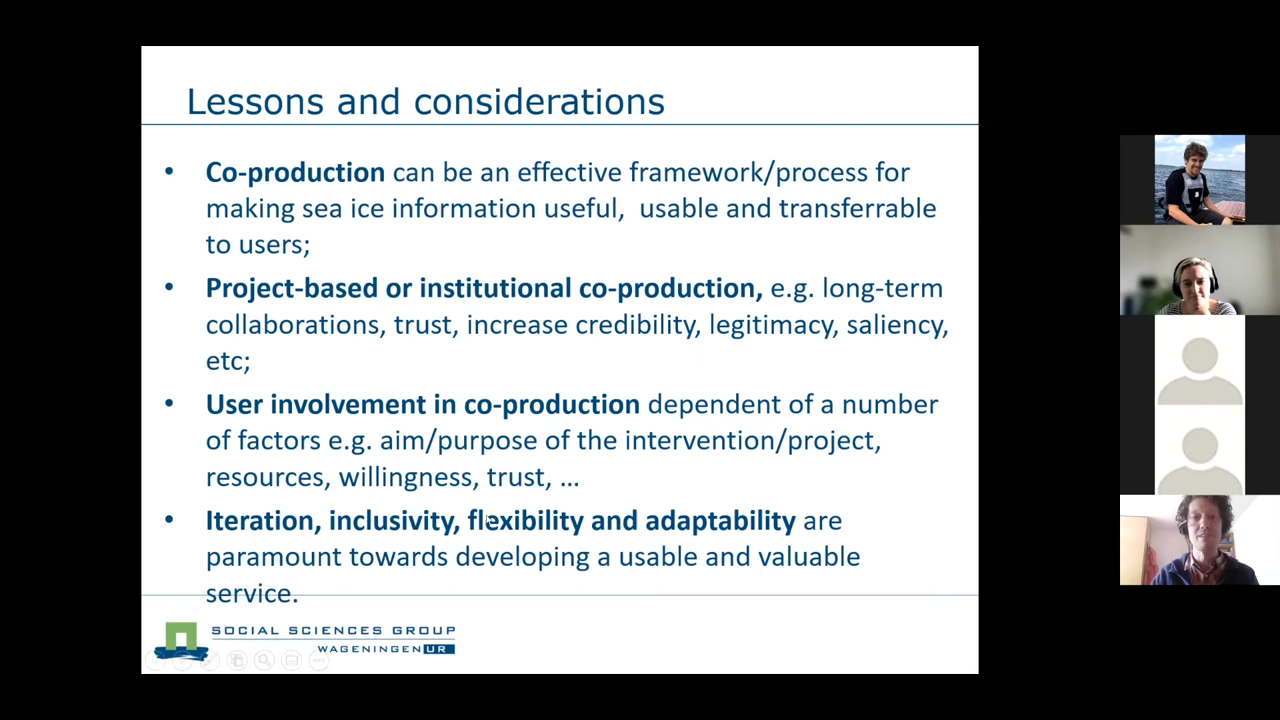 Lessons and considerations
• Co-production can be an effective framework/process for
making sea ice information useful,  usable and transferrable
to users;
• Project-based or institutional co-production, e.g. long-term
collaborations, trust, increase credibility, legitimacy, saliency,
etc;
• User involvement in co-production dependent of a number
of factors e.g. aim/purpose of the intervention/project,
resources, willingness, trust, …
• Iteration, inclusivity, flexibility and adaptability are
paramount towards developing a usable and valuable
service.
SOCIAL SCIENCES GROUP
WAGENINGEN UR